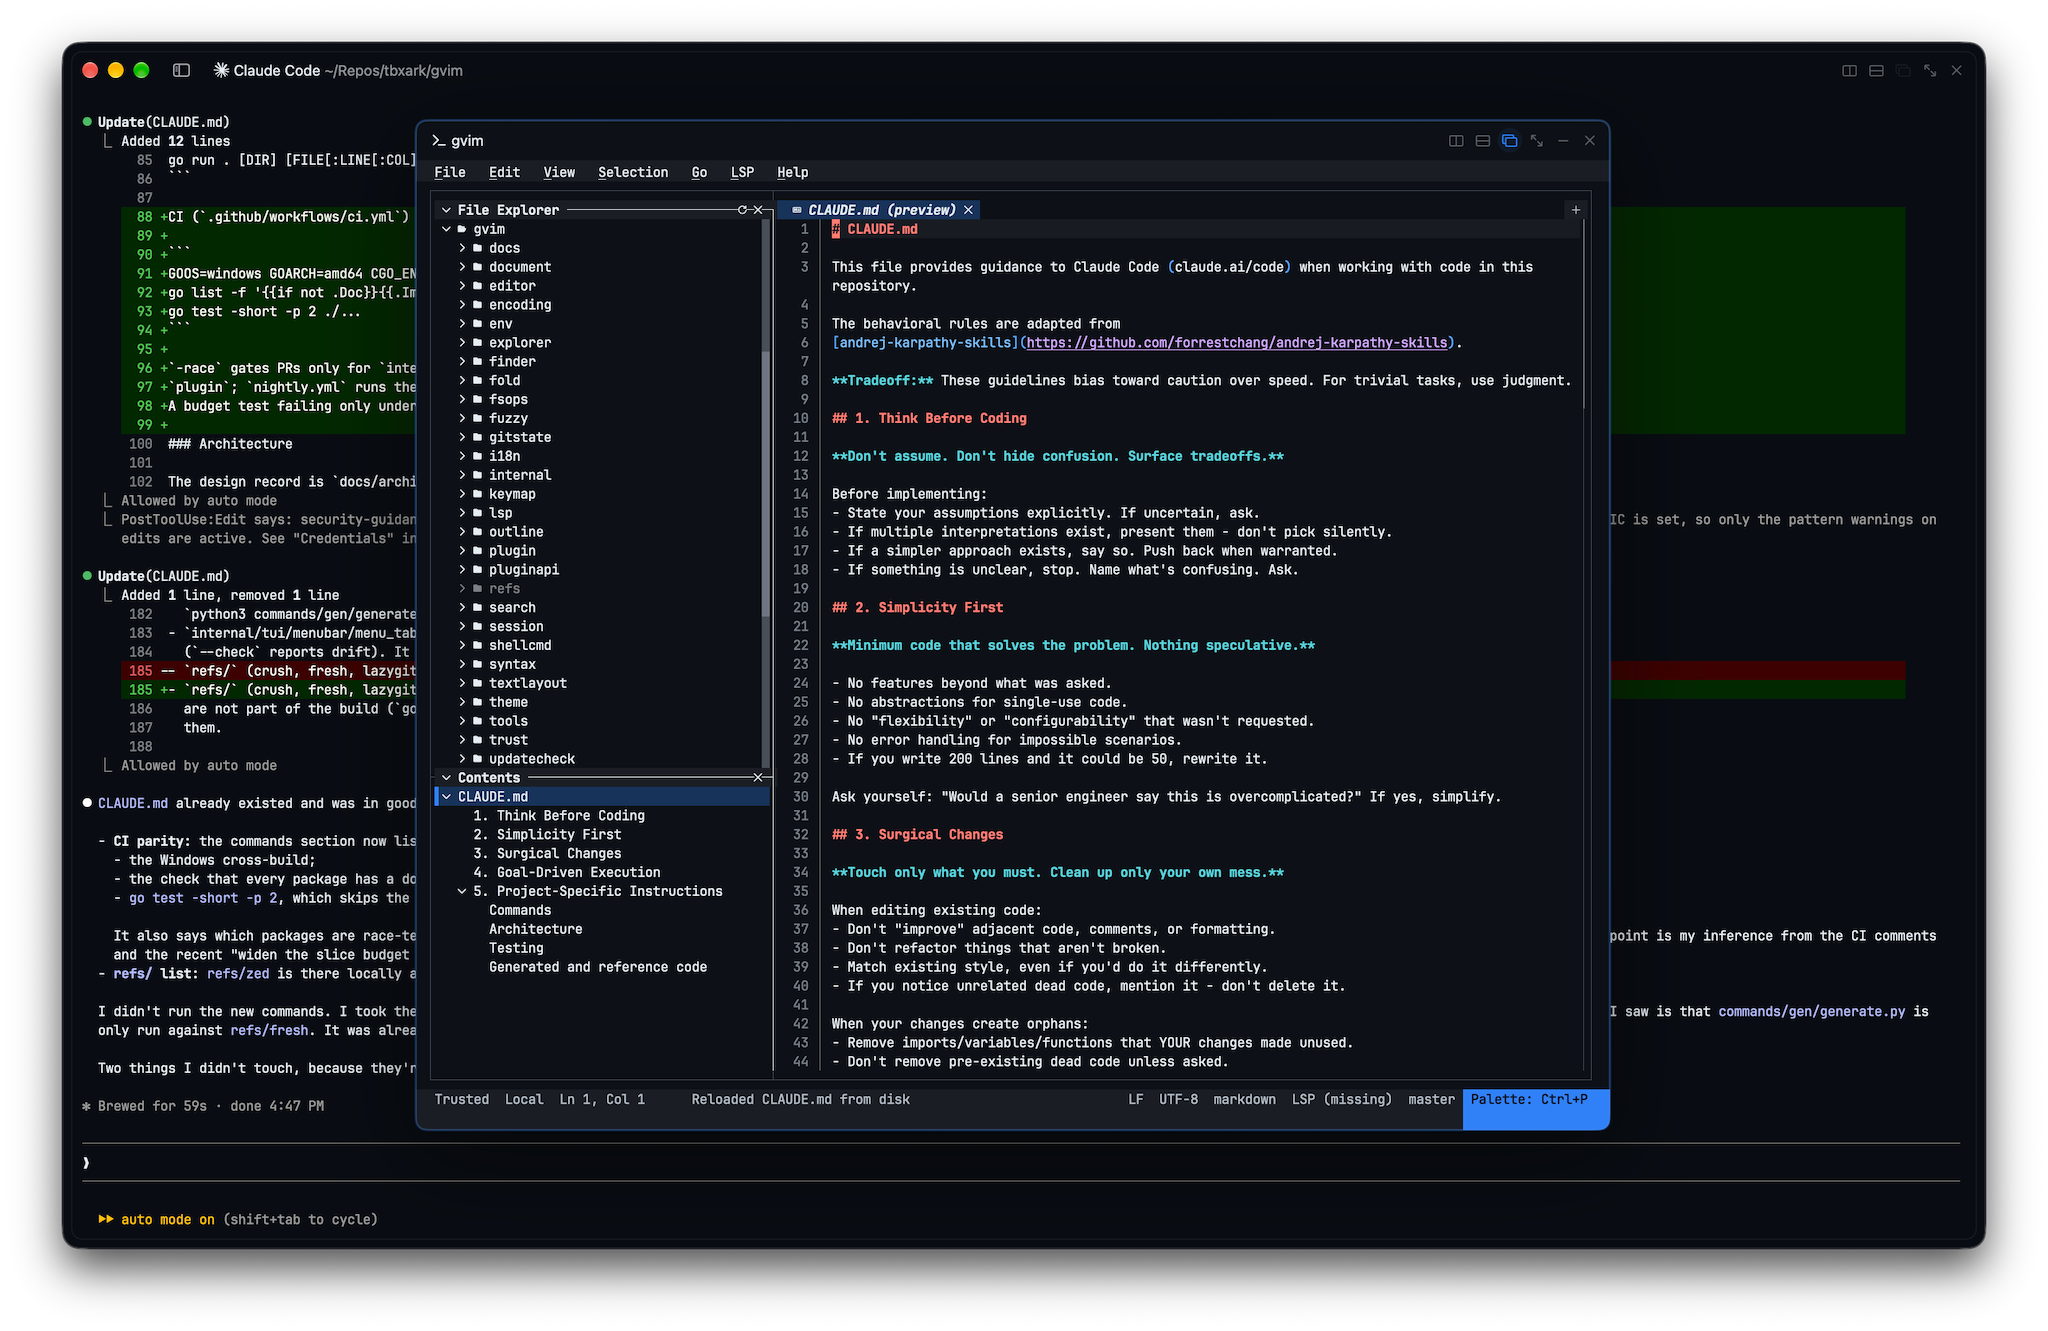 Claude Code ~/Repos/tbxark/gvim
Update(CLAUDE.md)
Added 12 lines
85 go run . [DIR] [FILE[:LINE[:COL]
86 ```
87
88 +CI (`.github/workflows/ci.yml`)
89 +
90 +```
91 +GOOS=windows GOARCH=amd64 CGO_EN
92 +go list -f '{{if not .Doc}}{{.Im
93 +go test -short -p 2 ./...
94 +```
95 +
96 +`-race` gates PRs only for `inte
97 +`plugin`; `nightly.yml` runs the
98 +A budget test failing only under
99 +
100 ### Architecture
101
102 The design record is `docs/archi
Allowed by auto mode
PostToolUse:Edit says: security-guidan
IC is set, so only the pattern warnings on
edits are active. See "Credentials" in
Update(CLAUDE.md)
Added 1 line, removed 1 line
182 `python3 commands/gen/generate
183 - `internal/tui/menubar/menu_tab
184 (`--check` reports drift). It
185 -- `refs/` (crush, fresh, lazygit
185 +- `refs/` (crush, fresh, lazygit
186 are not part of the build (`go
187 them.
188
Allowed by auto mode
CLAUDE.md already existed and was in good
- CI parity: the commands section now lis
- the Windows cross-build;
- the check that every package has a do
- go test -short -p 2, which skips the
It also says which packages are race-te
point is my inference from the CI comments
and the recent "widen the slice budget
- refs/ list: refs/zed is there locally a
I didn't run the new commands. I took the
I saw is that commands/gen/generate.py is
only run against refs/fresh. It was alrea
Two things I didn't touch, because they'r
* Brewed for 59s · done 4:47 PM
❯
⏵⏵ auto mode on (shift+tab to cycle)
>_ gvim
File Edit View Selection Go LSP Help
File Explorer
gvim
docs
document
editor
encoding
env
explorer
finder
fold
fsops
fuzzy
gitstate
i18n
internal
keymap
lsp
outline
plugin
pluginapi
refs
search
session
shellcmd
syntax
textlayout
theme
tools
trust
updatecheck
Contents
CLAUDE.md
1. Think Before Coding
2. Simplicity First
3. Surgical Changes
4. Goal-Driven Execution
5. Project-Specific Instructions
Commands
Architecture
Testing
Generated and reference code
CLAUDE.md (preview) × +
1 # CLAUDE.md
2
3 This file provides guidance to Claude Code (claude.ai/code) when working with code in this
repository.
4
5 The behavioral rules are adapted from
6 [andrej-karpathy-skills](https://github.com/forrestchang/andrej-karpathy-skills).
7
8 **Tradeoff:** These guidelines bias toward caution over speed. For trivial tasks, use judgment.
9
10 ## 1. Think Before Coding
11
12 **Don't assume. Don't hide confusion. Surface tradeoffs.**
13
14 Before implementing:
15 - State your assumptions explicitly. If uncertain, ask.
16 - If multiple interpretations exist, present them - don't pick silently.
17 - If a simpler approach exists, say so. Push back when warranted.
18 - If something is unclear, stop. Name what's confusing. Ask.
19
20 ## 2. Simplicity First
21
22 **Minimum code that solves the problem. Nothing speculative.**
23
24 - No features beyond what was asked.
25 - No abstractions for single-use code.
26 - No "flexibility" or "configurability" that wasn't requested.
27 - No error handling for impossible scenarios.
28 - If you write 200 lines and it could be 50, rewrite it.
29
30 Ask yourself: "Would a senior engineer say this is overcomplicated?" If yes, simplify.
31
32 ## 3. Surgical Changes
33
34 **Touch only what you must. Clean up only your own mess.**
35
36 When editing existing code:
37 - Don't "improve" adjacent code, comments, or formatting.
38 - Don't refactor things that aren't broken.
39 - Match existing style, even if you'd do it differently.
40 - If you notice unrelated dead code, mention it - don't delete it.
41
42 When your changes create orphans:
43 - Remove imports/variables/functions that YOUR changes made unused.
44 - Don't remove pre-existing dead code unless asked.
Trusted Local Ln 1, Col 1 Reloaded CLAUDE.md from disk LF UTF-8 markdown LSP (missing) master Palette: Ctrl+P